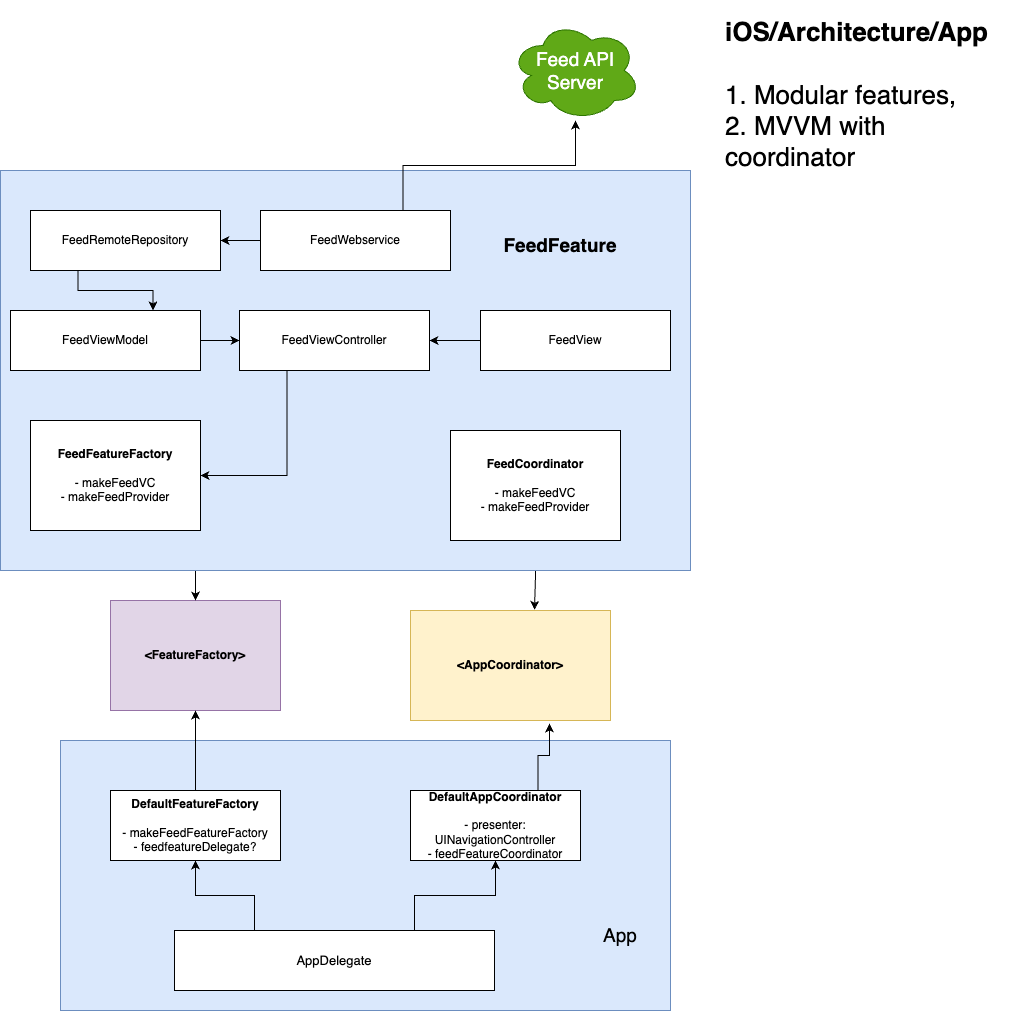 iOS/Architecture/App
1. Modular features,
2. MVVM with
coordinator
Feed API
Server
FeedRemoteRepository
FeedWebservice
FeedFeature
FeedViewModel
FeedViewController
FeedView
FeedFeatureFactory
- makeFeedVC
- makeFeedProvider
FeedCoordinator
- makeFeedVC
- makeFeedProvider
<FeatureFactory>
<AppCoordinator>
DefaultFeatureFactory
- makeFeedFeatureFactory
- feedfeatureDelegate?
DefaultAppCoordinator
- presenter:
UINavigationController
- feedFeatureCoordinator
AppDelegate
App